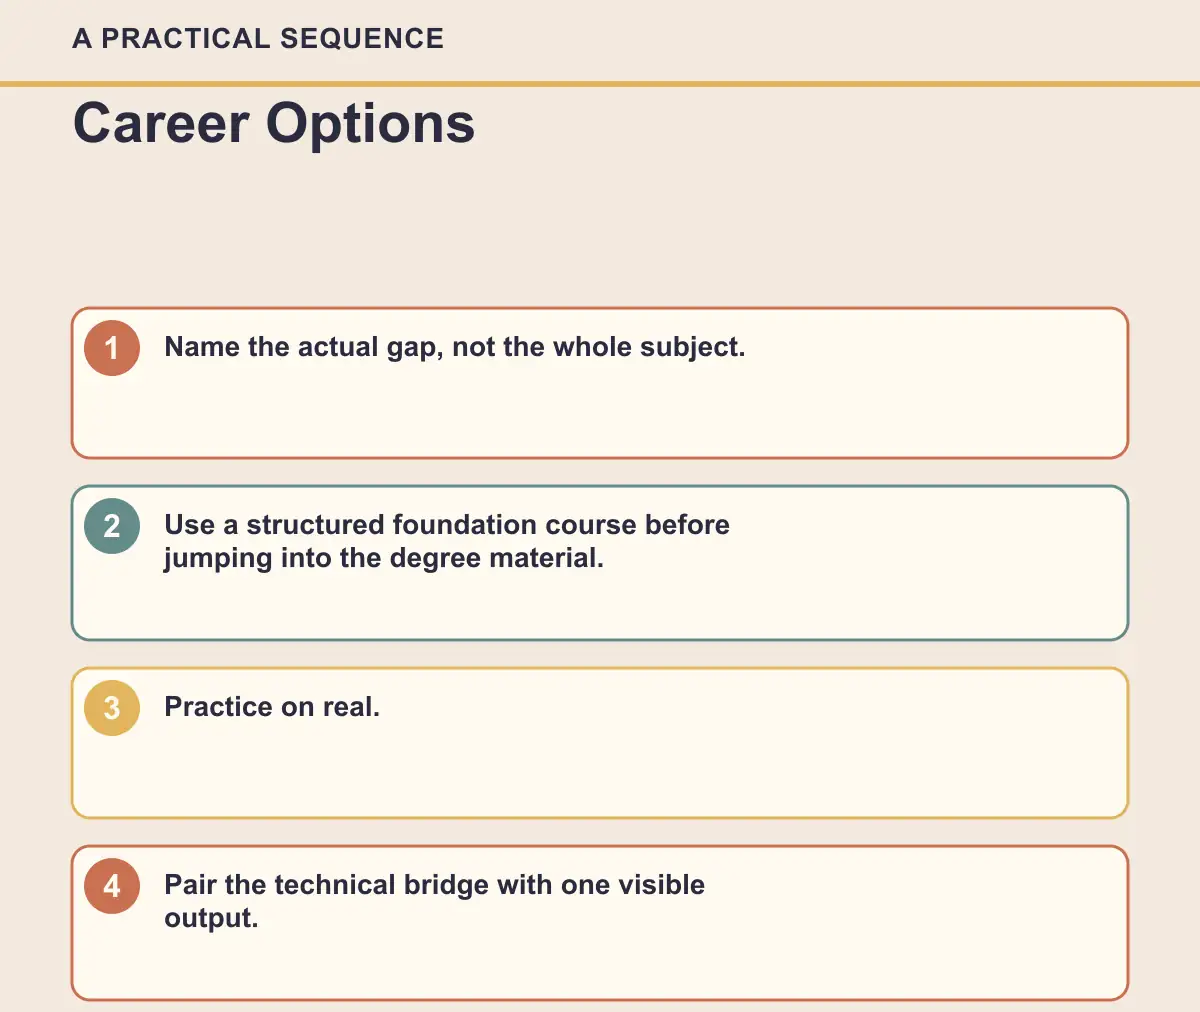 A PRACTICAL SEQUENCE
Career Options
1
Name the actual gap, not the whole subject.
2
Use a structured foundation course before
jumping into the degree material.
3
Practice on real.
4
Pair the technical bridge with one visible
output.